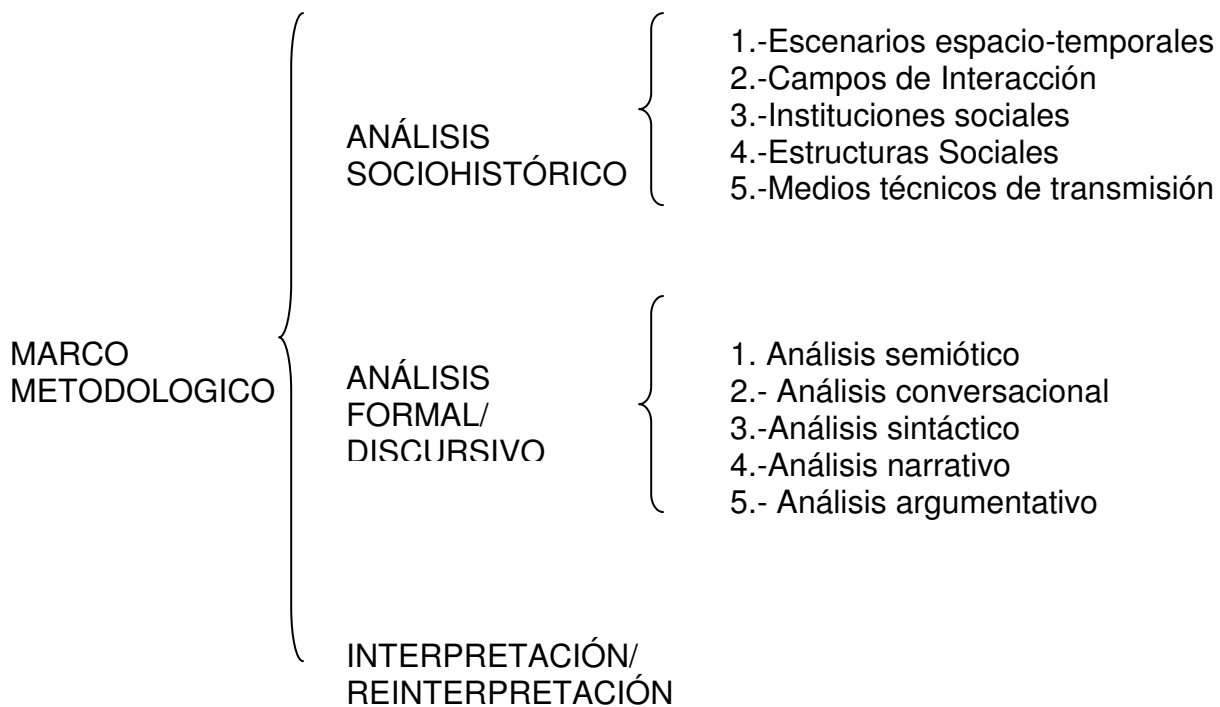 MARCO
METODOLOGICO
ANÁLISIS
SOCIOHISTÓRICO
1.-Escenarios espacio-temporales
2.-Campos de Interacción
3.-Instituciones sociales
4.-Estructuras Sociales
5.-Medios técnicos de transmisión
ANÁLISIS
FORMAL/
DISCURSIVO
1. Análisis semiótico
2.- Análisis conversacional
3.-Análisis sintáctico
4.-Análisis narrativo
5.- Análisis argumentativo
INTERPRETACIÓN/
REINTERPRETACIÓN